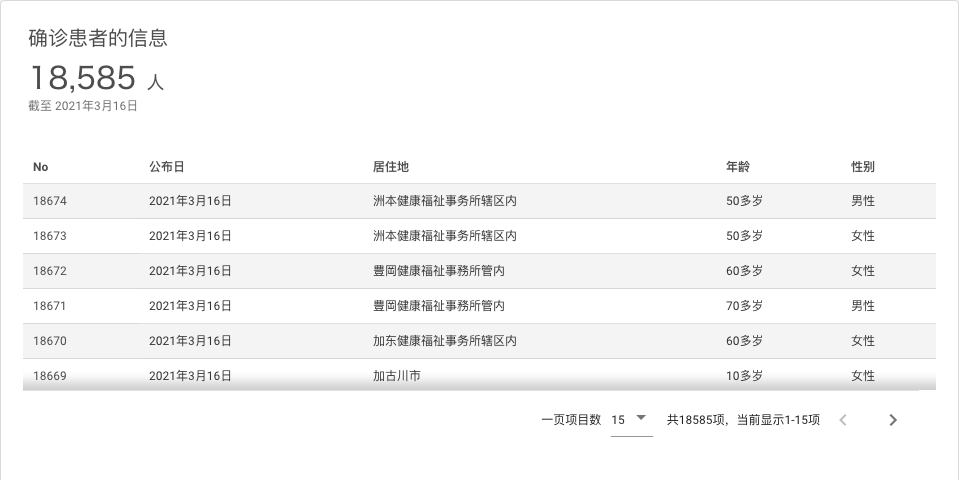 确诊患者的信息
18,585 人
截至 2021年3月16日
No 公布日 居住地 年龄 性别
18674 2021年3月16日 洲本健康福祉事务所辖区内 50多岁 男性
18673 2021年3月16日 洲本健康福祉事务所辖区内 50多岁 女性
18672 2021年3月16日 豊岡健康福祉事務所管内 60多岁 女性
18671 2021年3月16日 豊岡健康福祉事務所管内 70多岁 男性
18670 2021年3月16日 加东健康福祉事务所辖区内 60多岁 女性
18669 2021年3月16日 加古川市 10多岁 女性
一页项目数 15 共18585项，当前显示1-15项